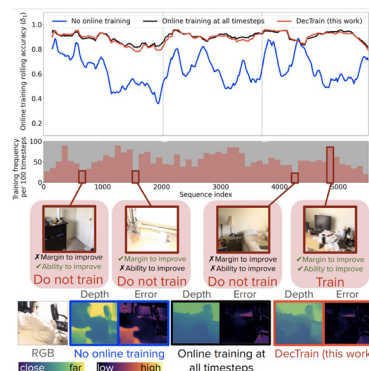 No online training
Online training at all timesteps
DecTrain (this work)
Online training rolling accuracy (δ₁)
1.0
0.8
0.6
0.4
0.2
Training frequency
per 100 timesteps
100
50
0
0
1000
2000
3000
4000
5000
Sequence index
✗Margin to improve
✓Ability to improve
Do not train
✓Margin to improve
✗Ability to improve
Do not train
✗Margin to improve
✗Ability to improve
Do not train
✓Margin to improve
✓Ability to improve
Train
Depth Error
Depth Error
Depth Error
RGB
No online training
Online training at
all timesteps
DecTrain (this work
close far
low high